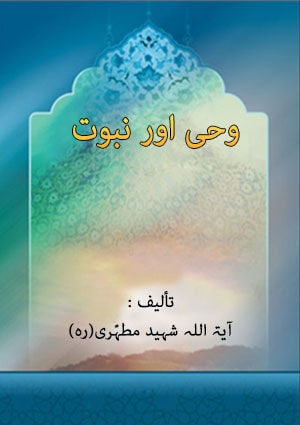 وحی اور نبوت
تألیف :
آیۃ اللہ شہید مطہّری(رہ)